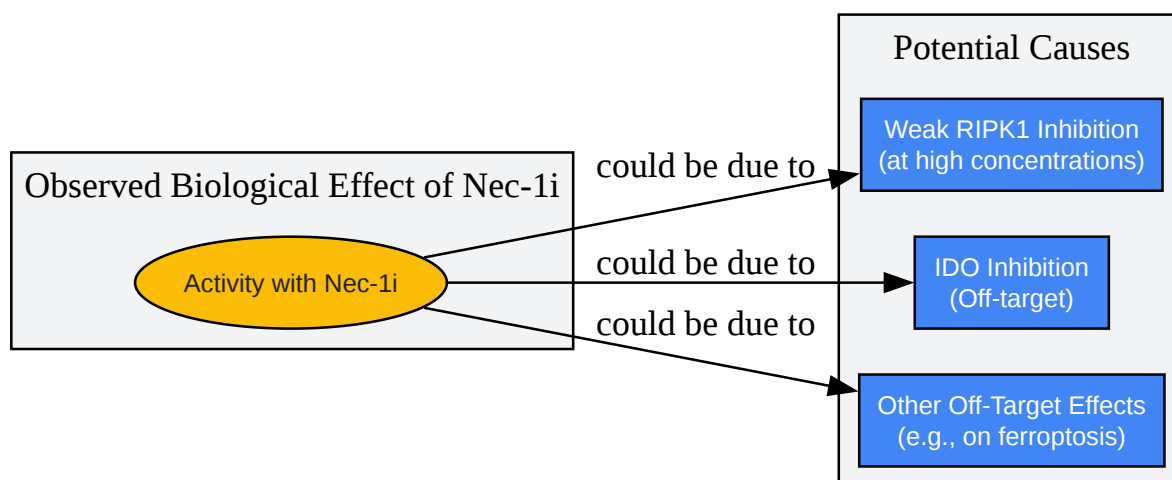 Observed Biological Effect of Nec-1i
Activity with Nec-1i
could be due to
could be due to
could be due to
Potential Causes
Weak RIPK1 Inhibition
(at high concentrations)
IDO Inhibition
(Off-target)
Other Off-Target Effects
(e.g., on ferroptosis)